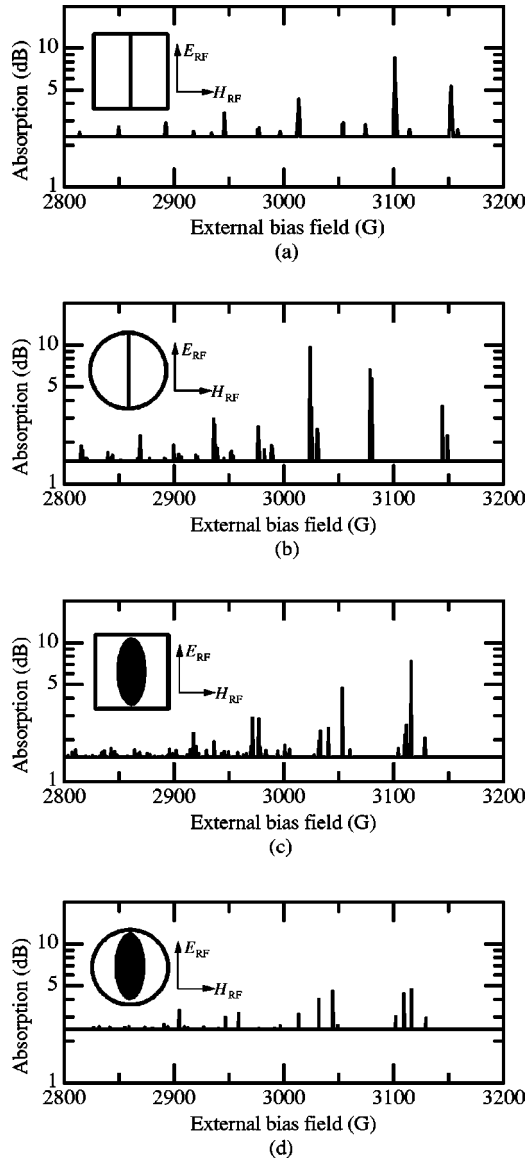 10
5
1
Absorption (dB)
E_RF
H_RF
2800 2900 3000 3100 3200
External bias field (G)
(a)
10
5
1
Absorption (dB)
E_RF
H_RF
2800 2900 3000 3100 3200
External bias field (G)
(b)
10
5
1
Absorption (dB)
E_RF
H_RF
2800 2900 3000 3100 3200
External bias field (G)
(c)
10
5
1
Absorption (dB)
E_RF
H_RF
2800 2900 3000 3100 3200
External bias field (G)
(d)